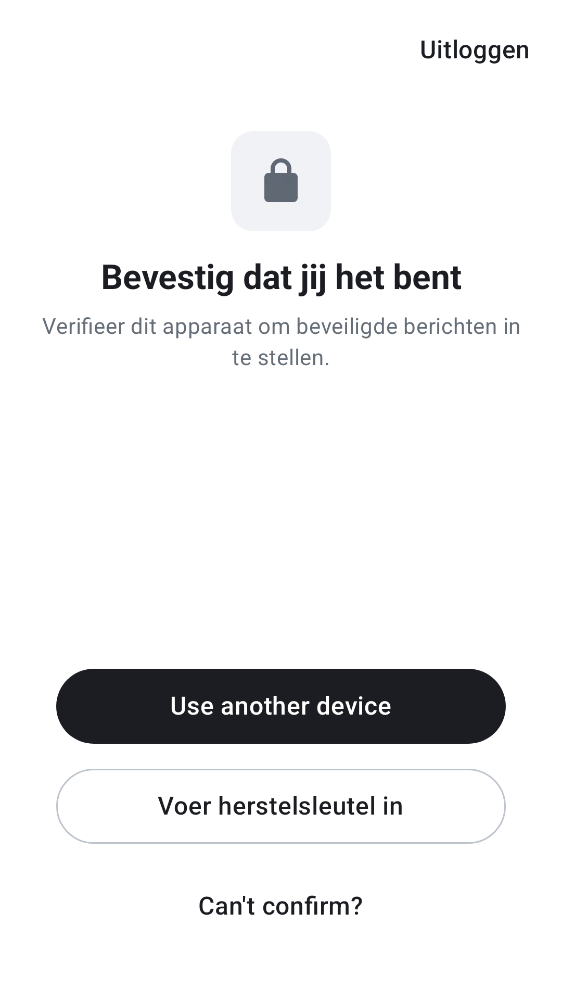 Uitloggen
Bevestig dat jij het bent
Verifieer dit apparaat om beveiligde berichten in
te stellen.
Use another device
Voer herstelsleutel in
Can't confirm?